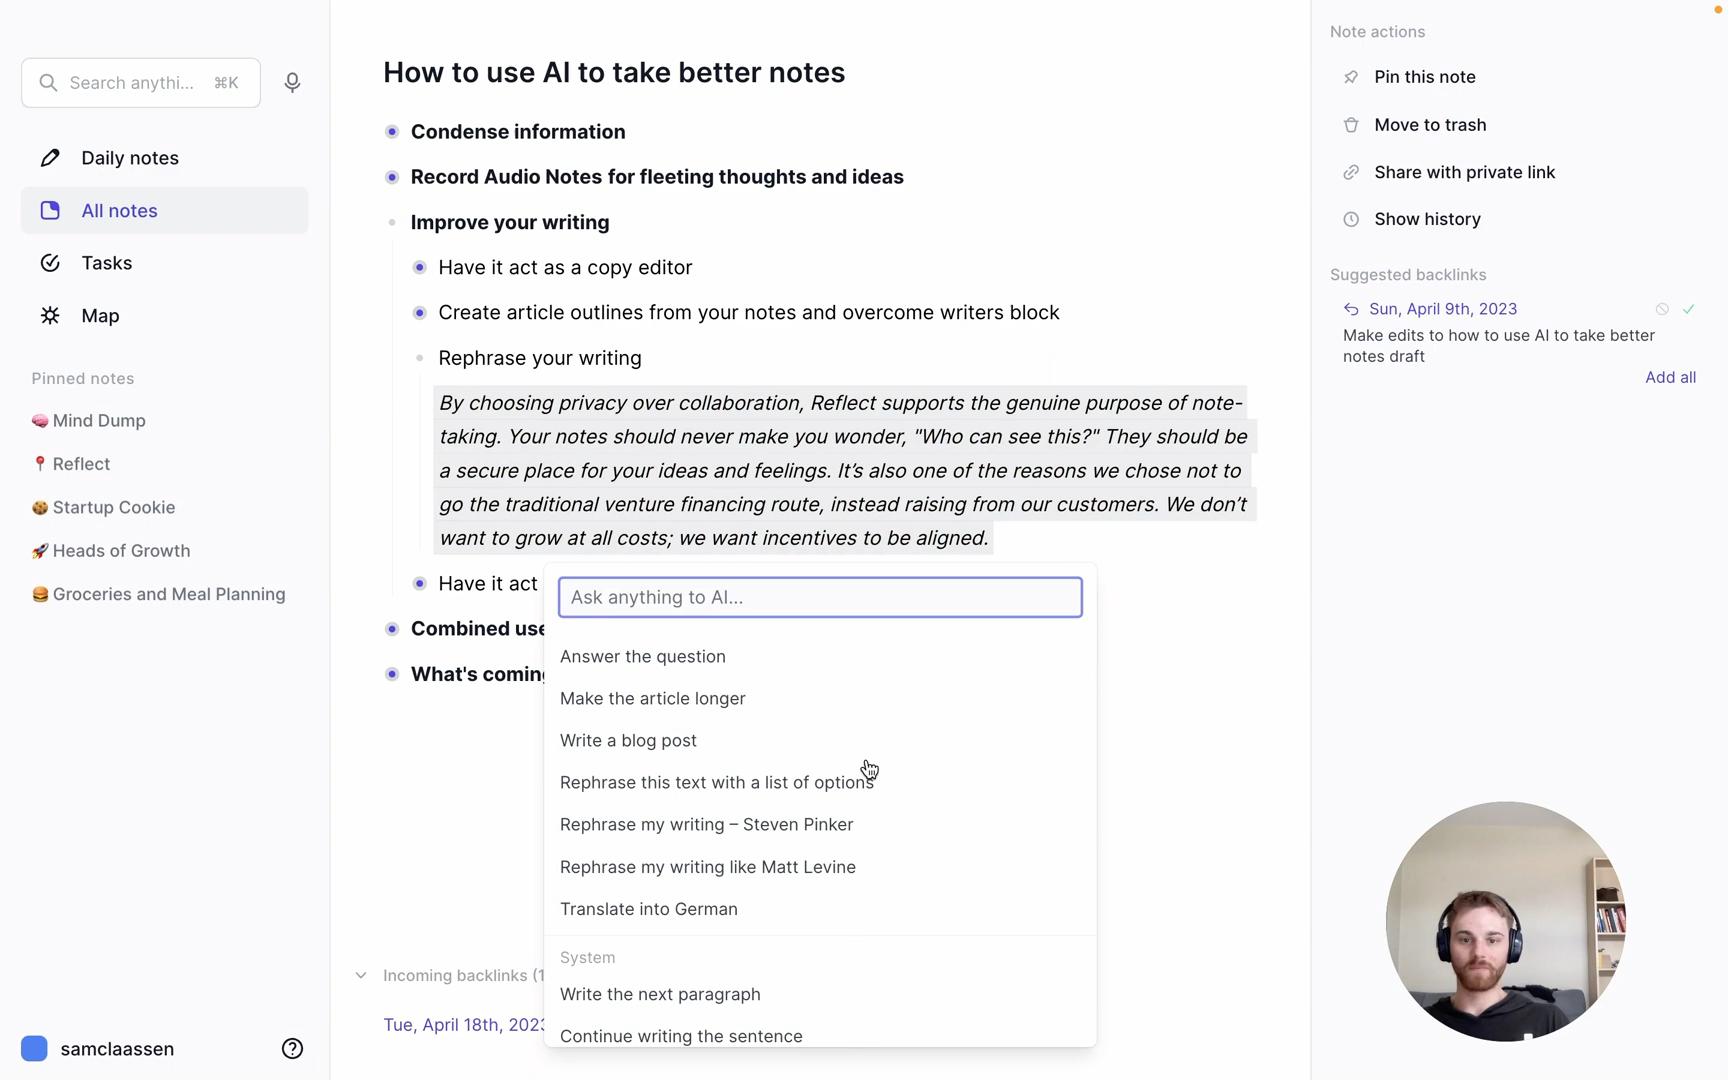 Search anythi... ⌘K
Daily notes
All notes
Tasks
Map
Pinned notes
🧠 Mind Dump
📍 Reflect
🍪 Startup Cookie
🚀 Heads of Growth
🍔 Groceries and Meal Planning
samclaassen
How to use AI to take better notes
Condense information
Record Audio Notes for fleeting thoughts and ideas
Improve your writing
Have it act as a copy editor
Create article outlines from your notes and overcome writers block
Rephrase your writing
By choosing privacy over collaboration, Reflect supports the genuine purpose of note-
taking. Your notes should never make you wonder, "Who can see this?" They should be
a secure place for your ideas and feelings. It’s also one of the reasons we chose not to
go the traditional venture financing route, instead raising from our customers. We don’t
want to grow at all costs; we want incentives to be aligned.
Have it act
Combined use
What's coming
Ask anything to AI...
Answer the question
Make the article longer
Write a blog post
Rephrase this text with a list of options
Rephrase my writing – Steven Pinker
Rephrase my writing like Matt Levine
Translate into German
System
Write the next paragraph
Continue writing the sentence
Incoming backlinks (1
Tue, April 18th, 2023
Note actions
Pin this note
Move to trash
Share with private link
Show history
Suggested backlinks
Sun, April 9th, 2023
Make edits to how to use AI to take better
notes draft
Add all